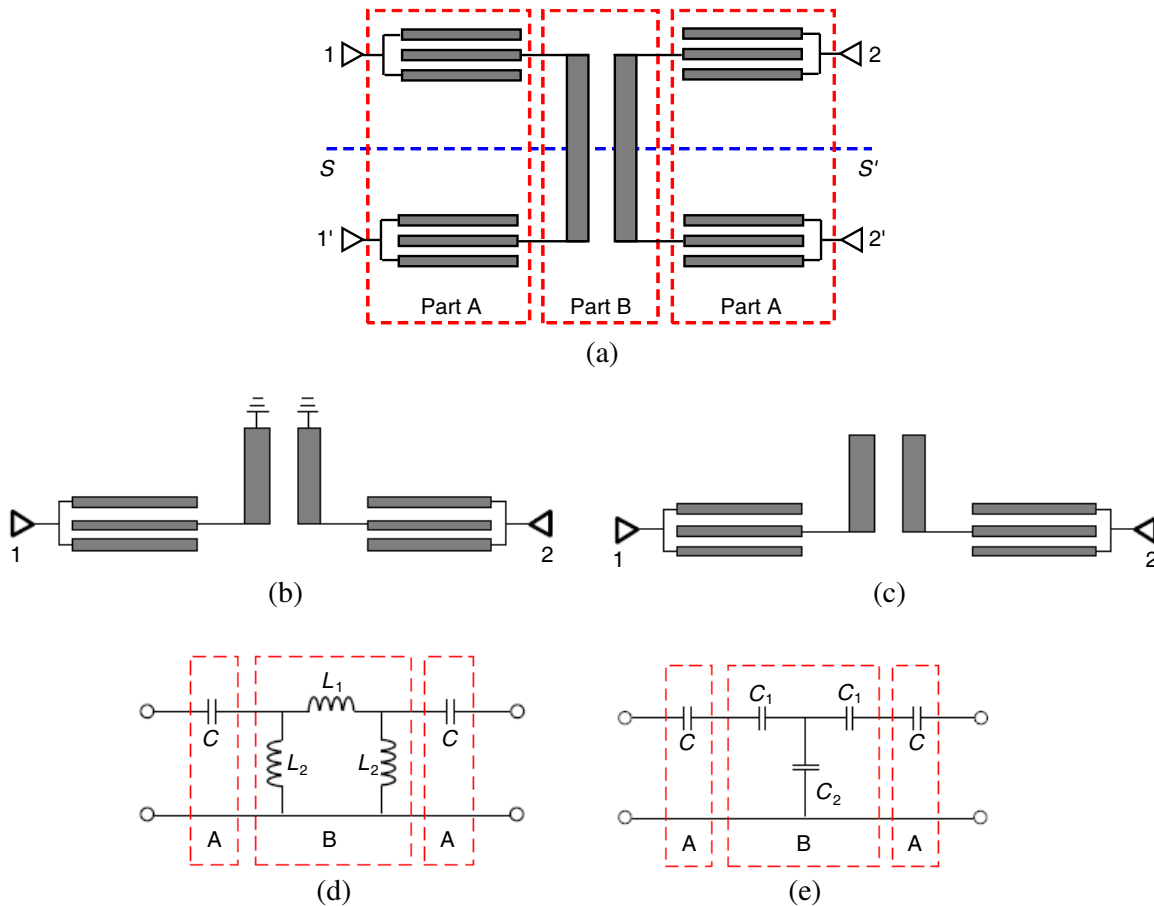 1 2
S S'
1' 2'
Part A Part B Part A
(a)
1 2
1 2
(b) (c)
L1
C C
L2 L2
A B A
(d)
C1 C1
C C
C2
A B A
(e)